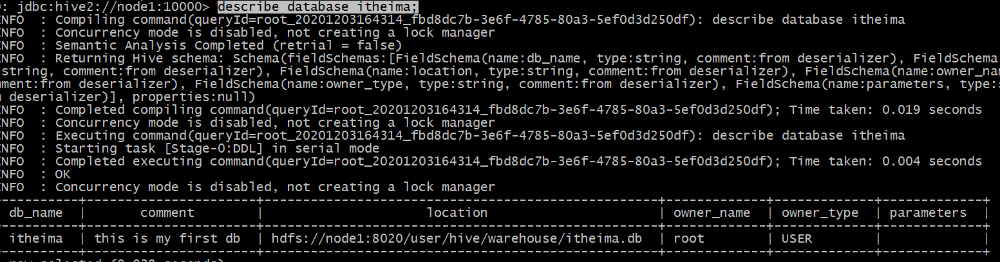 : jdbc:hive2://node1:10000> describe database itheima;
NFO : Compiling command(queryId=root_20201203164314_fbd8dc7b-3e6f-4785-80a3-5ef0d3d250df): describe database itheima
NFO : Concurrency mode is disabled, not creating a lock manager
NFO : Semantic Analysis Completed (retrial = false)
NFO : Returning Hive schema: Schema(fieldSchemas:[FieldSchema(name:db_name, type:string, comment:from deserializer), FieldSchema
:string, comment:from deserializer), FieldSchema(name:location, type:string, comment:from deserializer), FieldSchema(name:owner_na
mment:from deserializer), FieldSchema(name:owner_type, type:string, comment:from deserializer), FieldSchema(name:parameters, type:s
m deserializer)], properties:null)
NFO : Completed compiling command(queryId=root_20201203164314_fbd8dc7b-3e6f-4785-80a3-5ef0d3d250df); Time taken: 0.019 seconds
NFO : Concurrency mode is disabled, not creating a lock manager
NFO : Executing command(queryId=root_20201203164314_fbd8dc7b-3e6f-4785-80a3-5ef0d3d250df): describe database itheima
NFO : Starting task [Stage-0:DDL] in serial mode
NFO : Completed executing command(queryId=root_20201203164314_fbd8dc7b-3e6f-4785-80a3-5ef0d3d250df); Time taken: 0.004 seconds
NFO : OK
NFO : Concurrency mode is disabled, not creating a lock manager
db_name | comment | location | owner_name | owner_type | parameters |
itheima | this is my first db | hdfs://node1:8020/user/hive/warehouse/itheima.db | root | USER | |